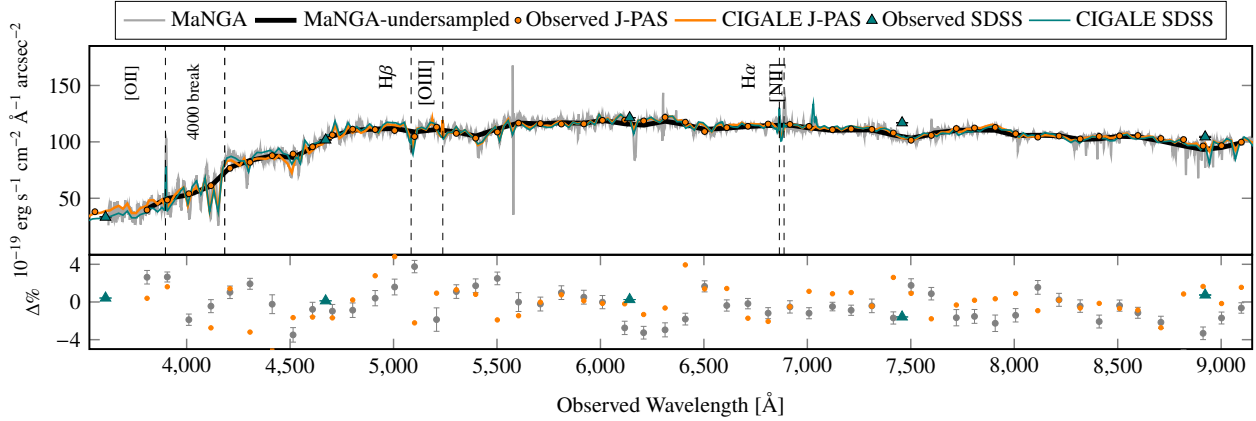 MaNGA MaNGA-undersampled Observed J-PAS CIGALE J-PAS Observed SDSS CIGALE SDSS
10⁻¹⁹ erg s⁻¹ cm⁻² Å⁻¹ arcsec⁻²
150
100
50
[OII]
4000 break
Hβ
[OIII]
Hα
[NII]
Δ%
4
0
−4
4,000 4,500 5,000 5,500 6,000 6,500 7,000 7,500 8,000 8,500 9,000
Observed Wavelength [Å]